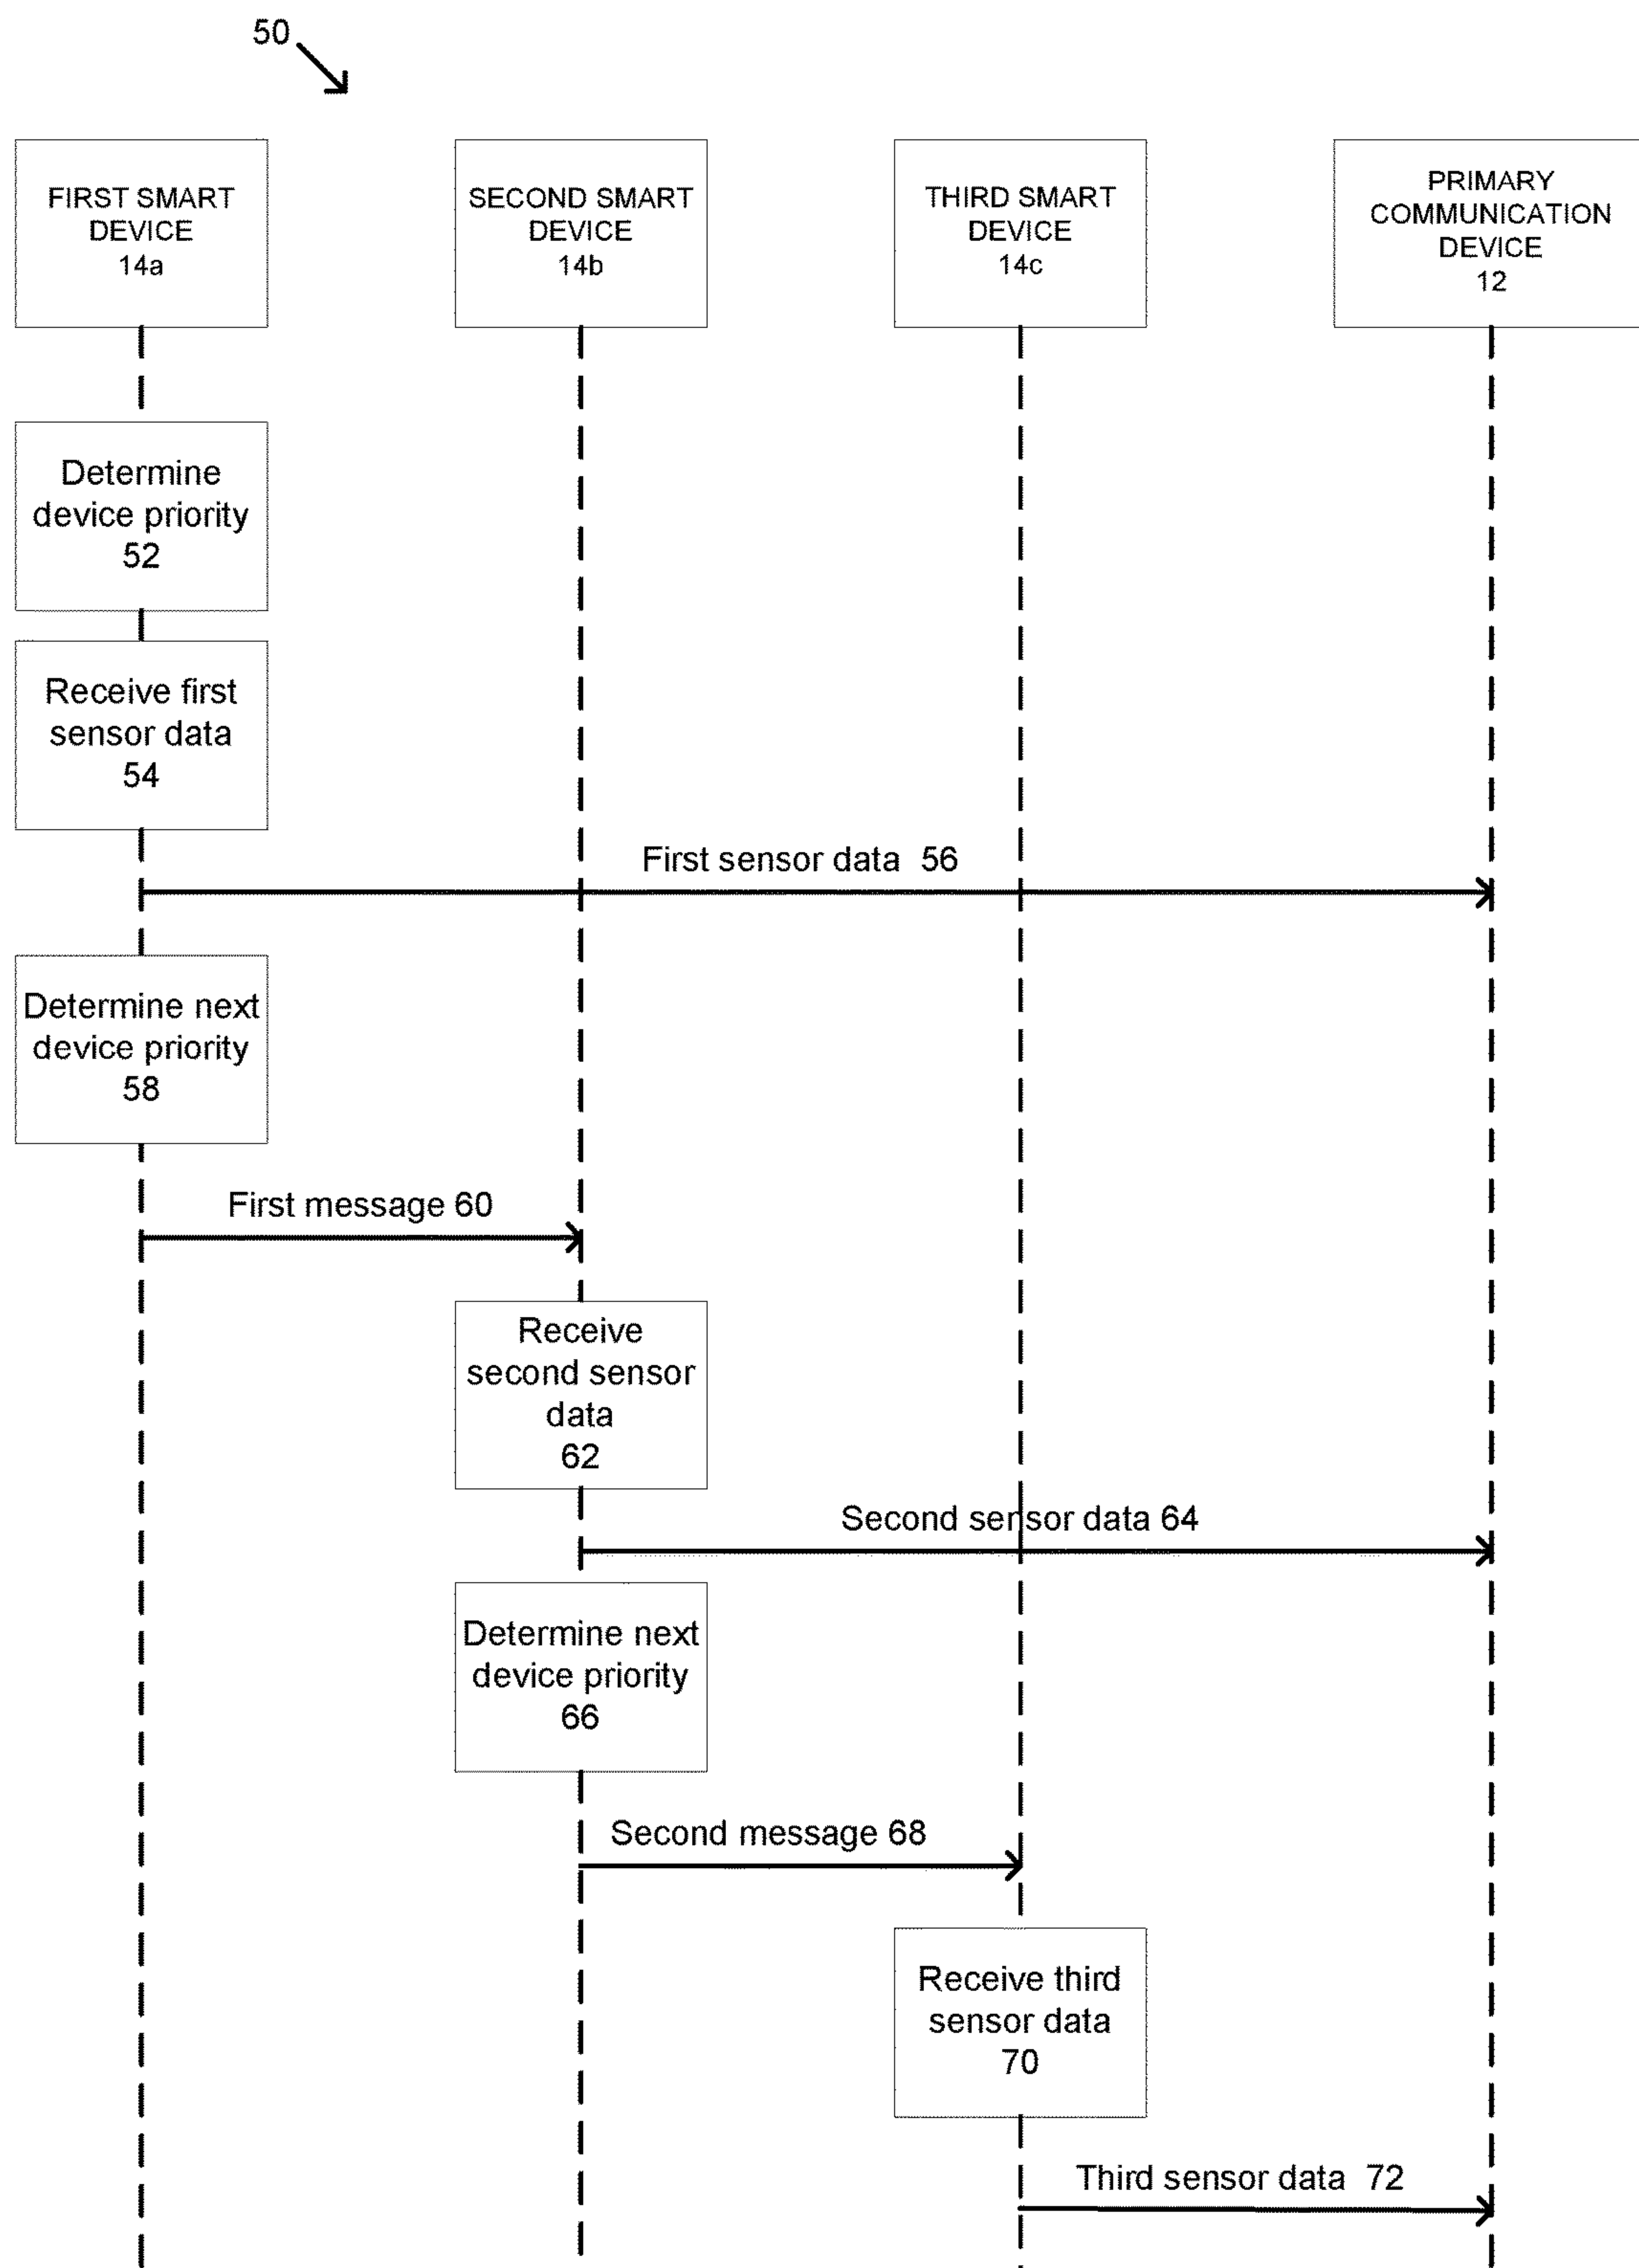 50
FIRST SMART
DEVICE
14a
SECOND SMART
DEVICE
14b
THIRD SMART
DEVICE
14c
PRIMARY
COMMUNICATION
DEVICE
12
Determine
device priority
52
Receive first
sensor data
54
First sensor data 56
Determine next
device priority
58
First message 60
Receive
second sensor
data
62
Second sensor data 64
Determine next
device priority
66
Second message 68
Receive third
sensor data
70
Third sensor data 72